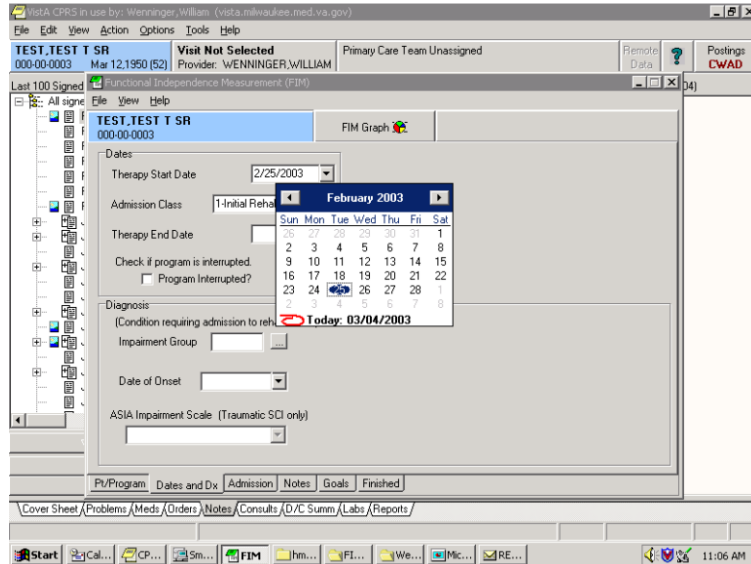 VistA CPRS in use by: Wenninger,William (vista.milwaukee.med.va.gov)
File Edit View Action Options Tools Help
TEST,TEST T SR Visit Not Selected Primary Care Team Unassigned Remote Data ? Postings
000-00-0003 Mar 12,1950 (52) Provider: WENNINGER,WILLIAM CWAD
Last 100 Signed Functional Independence Measurement (FIM) 04)
All signe File View Help
TEST,TEST T SR
000-00-0003
FIM Graph
Dates
Therapy Start Date 2/25/2003
Admission Class 1-Initial Rehal
Therapy End Date
Check if program is interrupted.
Program Interrupted?
February 2003
Sun Mon Tue Wed Thu Fri Sat
26 27 28 29 30 31 1
2 3 4 5 6 7 8
9 10 11 12 13 14 15
16 17 18 19 20 21 22
23 24 25 26 27 28 1
2 3 4 5 6 7 8
Today: 03/04/2003
Diagnosis
(Condition requiring admission to reh
Impairment Group ...
Date of Onset
ASIA Impairment Scale (Traumatic SCI only)
Pt/Program Dates and Dx Admission Notes Goals Finished
Cover Sheet Problems Meds Orders Notes Consults D/C Summ Labs Reports
Start Cal... CP... Sm... FIM hm... FI... We... Mic... RE... 11:06 AM